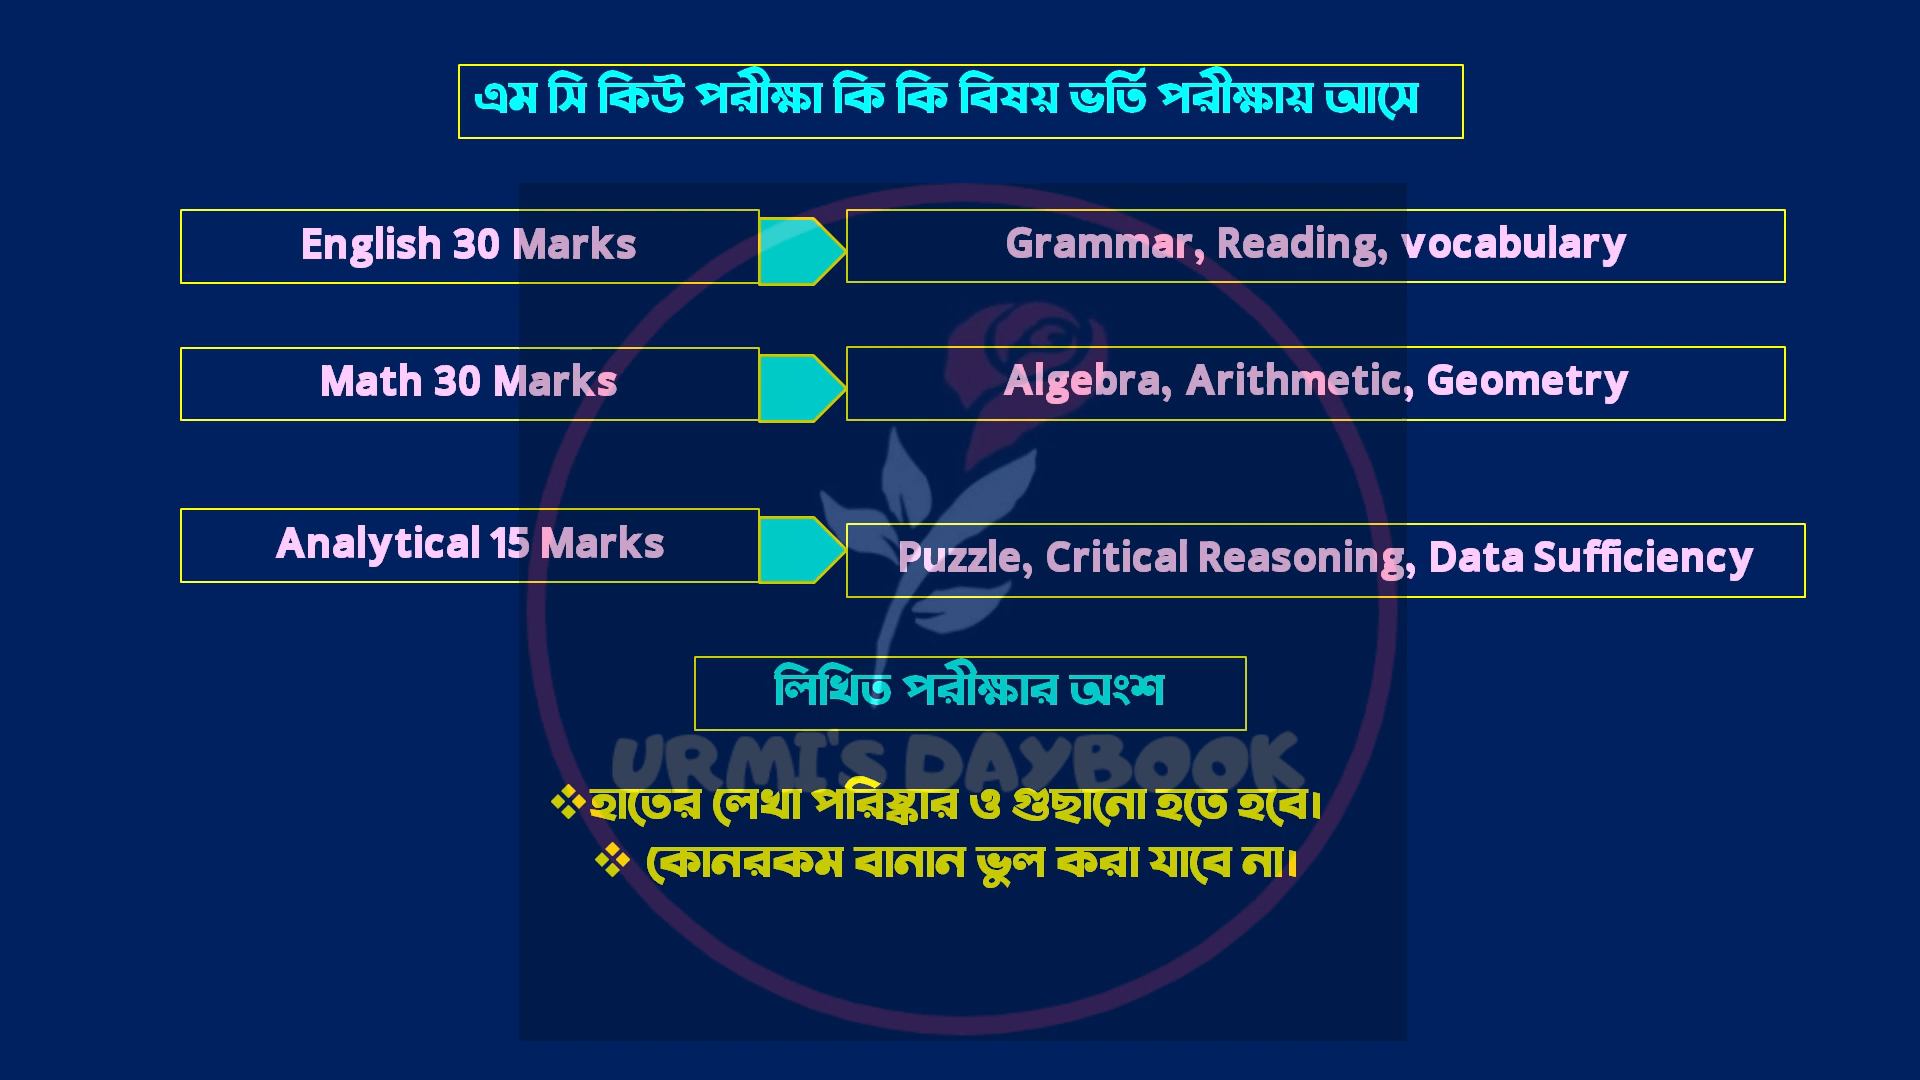 এম সি কিউ পরীক্ষা কি কি বিষয় ভর্তি পরীক্ষায় আসে
English 30 Marks
Grammar, Reading, vocabulary
Math 30 Marks
Algebra, Arithmetic, Geometry
Analytical 15 Marks
Puzzle, Critical Reasoning, Data Sufficiency
লিখিত পরীক্ষার অংশ
URMI'S DAYBOOK
❖হাতের লেখা পরিষ্কার ও গুছানো হতে হবে।
❖ কোনরকম বানান ভুল করা যাবে না।